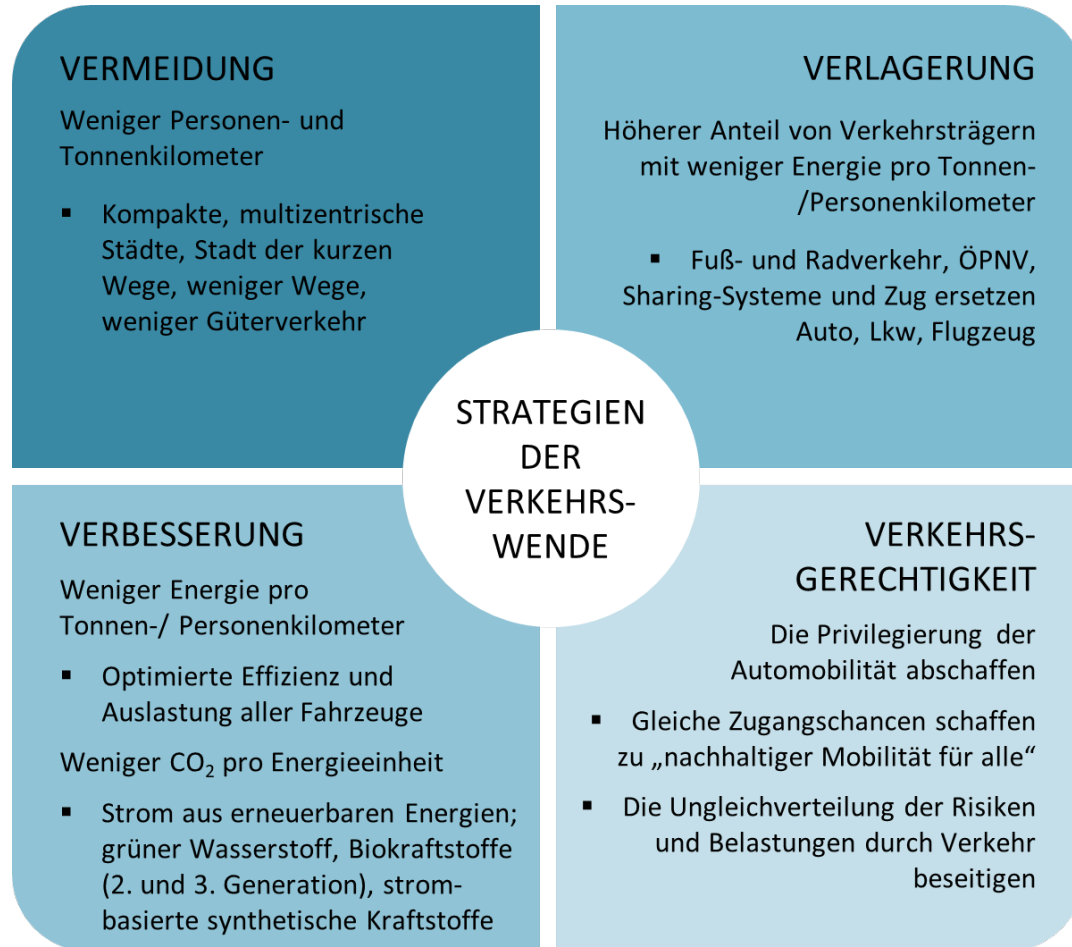 VERMEIDUNG
Weniger Personen- und
Tonnenkilometer
▪ Kompakte, multizentrische
Städte, Stadt der kurzen
Wege, weniger Wege,
weniger Güterverkehr
VERLAGERUNG
Höherer Anteil von Verkehrsträgern
mit weniger Energie pro Tonnen-
/Personenkilometer
▪ Fuß- und Radverkehr, ÖPNV,
Sharing-Systeme und Zug ersetzen
Auto, Lkw, Flugzeug
STRATEGIEN
DER
VERKEHRS-
WENDE
VERBESSERUNG
Weniger Energie pro
Tonnen-/ Personenkilometer
▪ Optimierte Effizienz und
Auslastung aller Fahrzeuge
Weniger CO₂ pro Energieeinheit
▪ Strom aus erneuerbaren Energien;
grüner Wasserstoff, Biokraftstoffe
(2. und 3. Generation), strom-
basierte synthetische Kraftstoffe
VERKEHRS-
GERECHTIGKEIT
Die Privilegierung der
Automobilität abschaffen
▪ Gleiche Zugangschancen schaffen
zu „nachhaltiger Mobilität für alle“
▪ Die Ungleichverteilung der Risiken
und Belastungen durch Verkehr
beseitigen